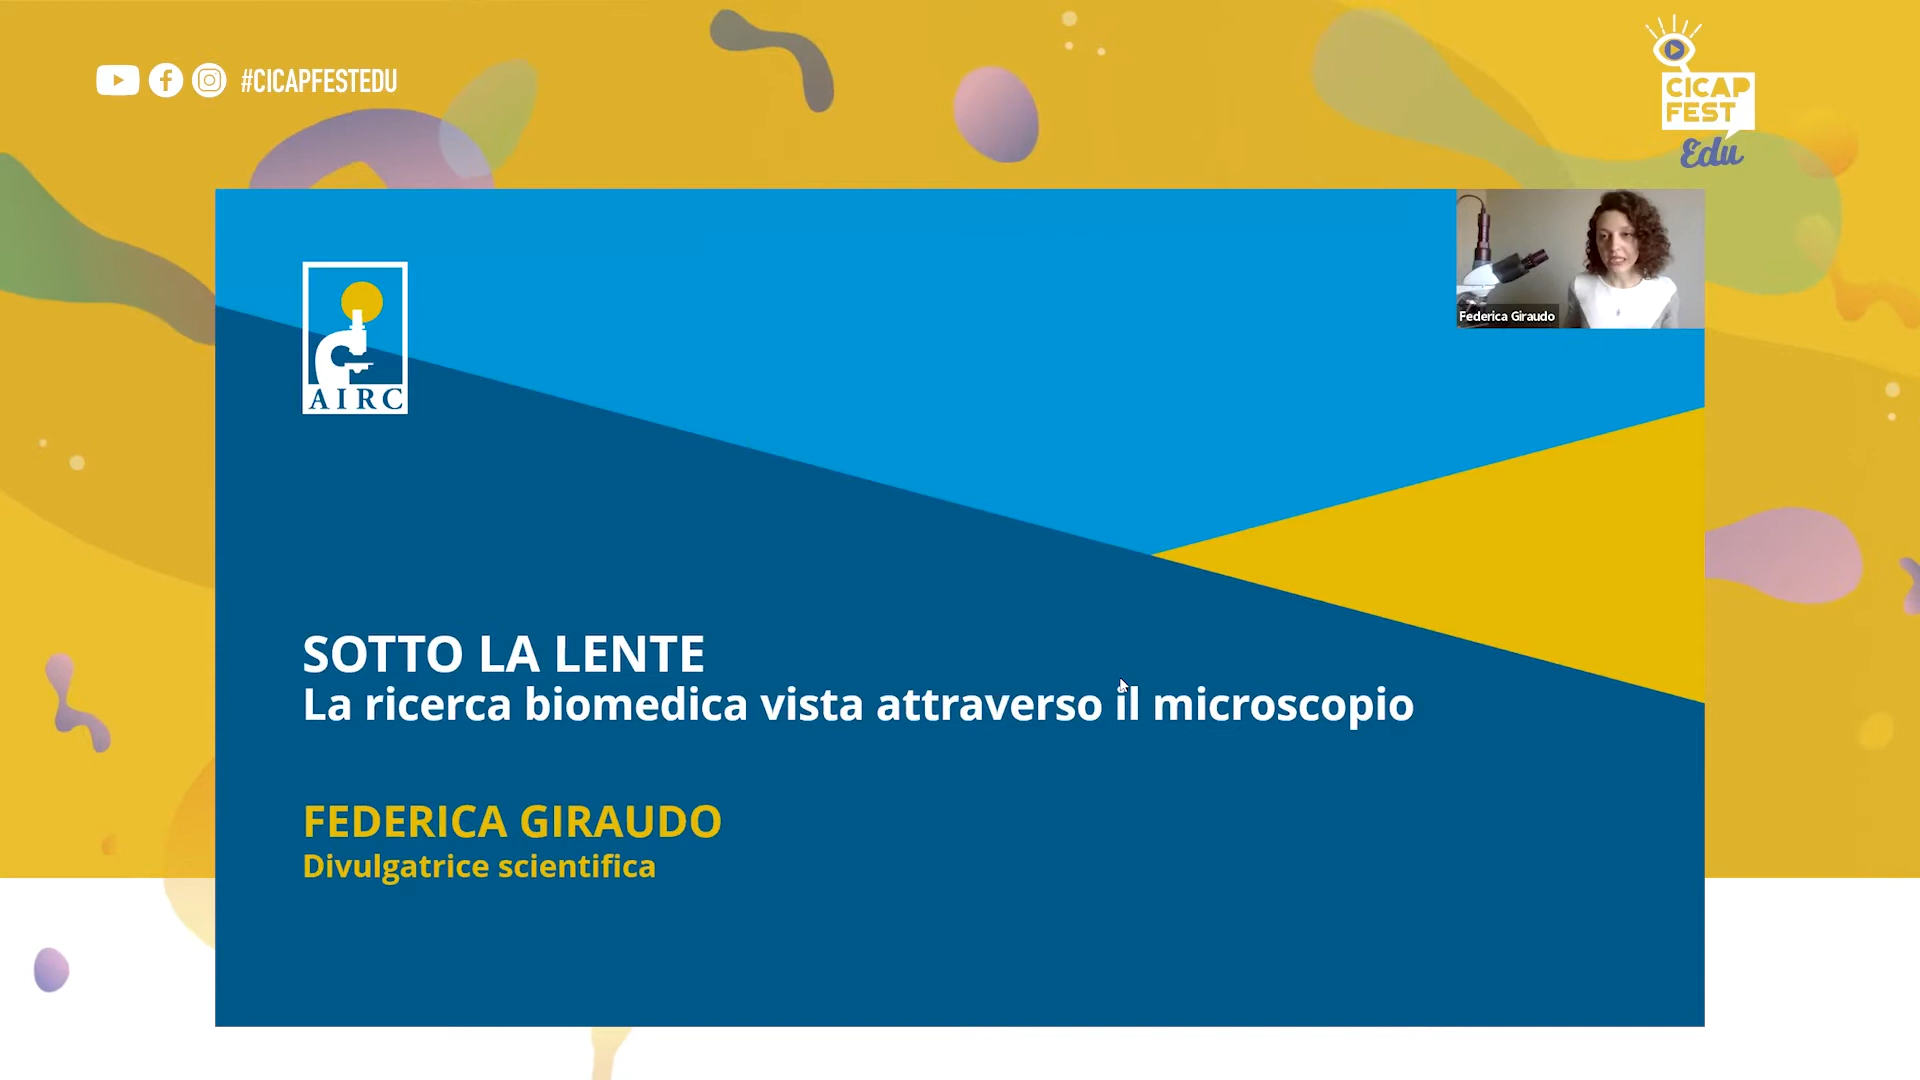 #CICAPFESTEDU
CICAP
FEST
Edu
Federica Giraudo
AIRC
SOTTO LA LENTE
La ricerca biomedica vista attraverso il microscopio
FEDERICA GIRAUDO
Divulgatrice scientifica